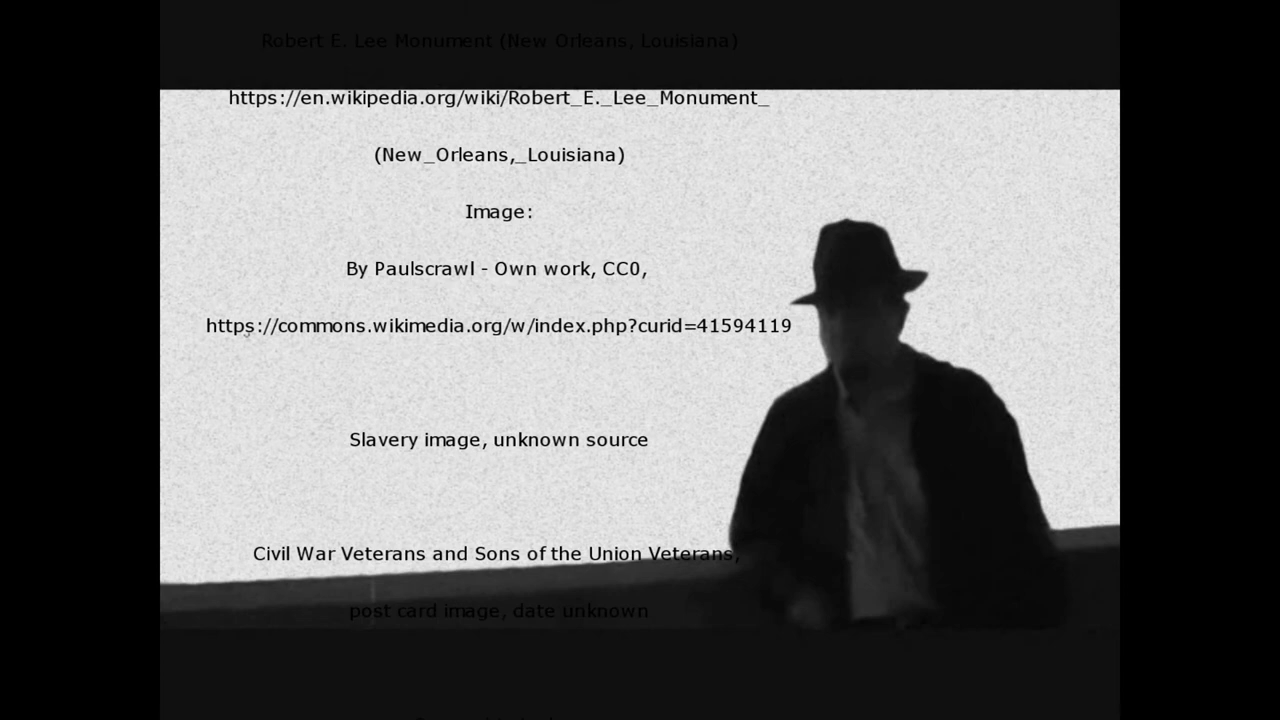 Robert E. Lee Monument (New Orleans, Louisiana)
https://en.wikipedia.org/wiki/Robert_E._Lee_Monument_
(New_Orleans,_Louisiana)
Image:
By Paulscrawl - Own work, CC0,
https://commons.wikimedia.org/w/index.php?curid=41594119
Slavery image, unknown source
Civil War Veterans and Sons of the Union Veterans,
post card image, date unknown